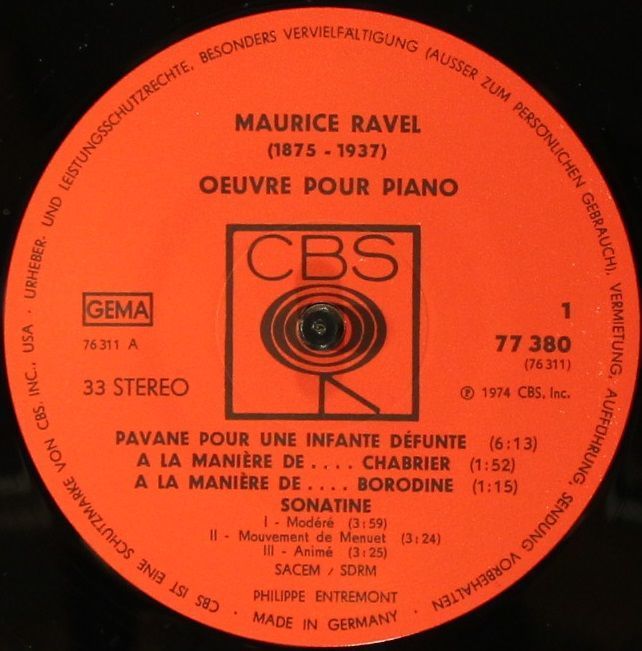 MAURICE RAVEL
(1875 - 1937)
OEUVRE POUR PIANO
CBS
GEMA
76311 A
33 STEREO
1
77 380
(76311)
℗ 1974 CBS, Inc.
PAVANE POUR UNE INFANTE DÉFUNTE (6:13)
A LA MANIÈRE DE .... CHABRIER (1:52)
A LA MANIÈRE DE .... BORODINE (1:15)
SONATINE
I - Modéré (3:59)
II - Mouvement de Menuet (3:24)
III - Animé (3:25)
SACEM / SDRM
PHILIPPE ENTREMONT
· MADE IN GERMANY ·
CBS IST EINE SCHUTZMARKE VON CBS, INC., USA · URHEBER- UND LEISTUNGSSCHUTZRECHTE, BESONDERS VERVIELFÄLTIGUNG (AUSSER ZUM PERSÖNLICHEN GEBRAUCH), VERMIETUNG, AUFFÜHRUNG, SENDUNG VORBEHALTEN